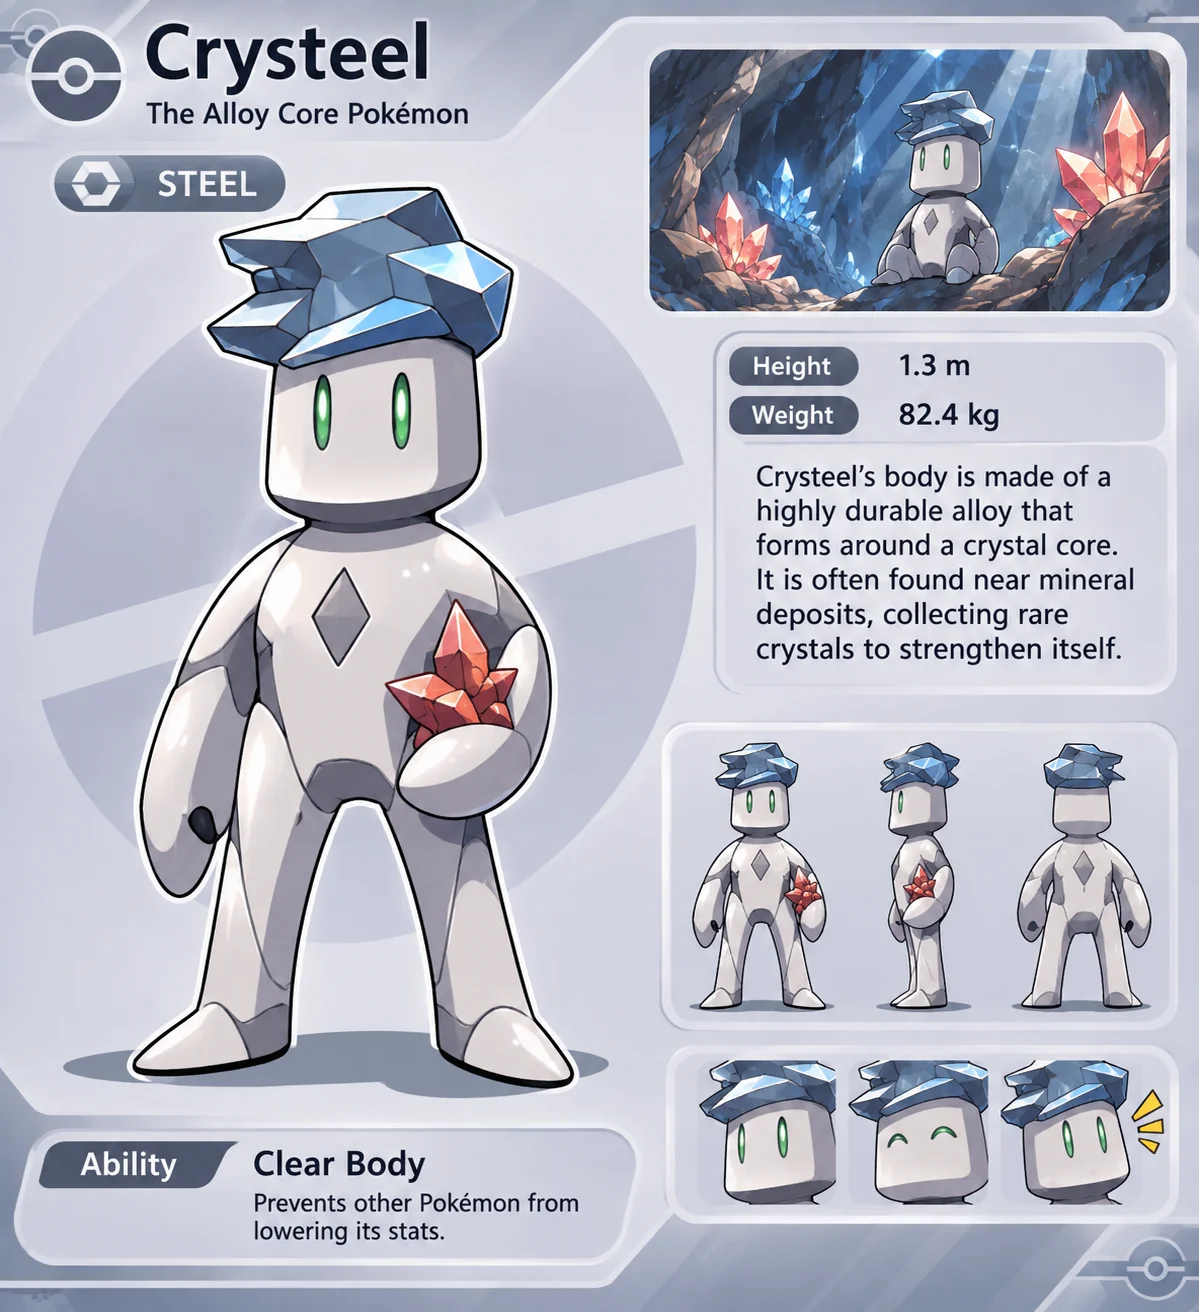 Crysteel
The Alloy Core Pokémon
STEEL
Height 1.3 m
Weight 82.4 kg
Crysteel’s body is made of a
highly durable alloy that
forms around a crystal core.
It is often found near mineral
deposits, collecting rare
crystals to strengthen itself.
Ability
Clear Body
Prevents other Pokémon from
lowering its stats.